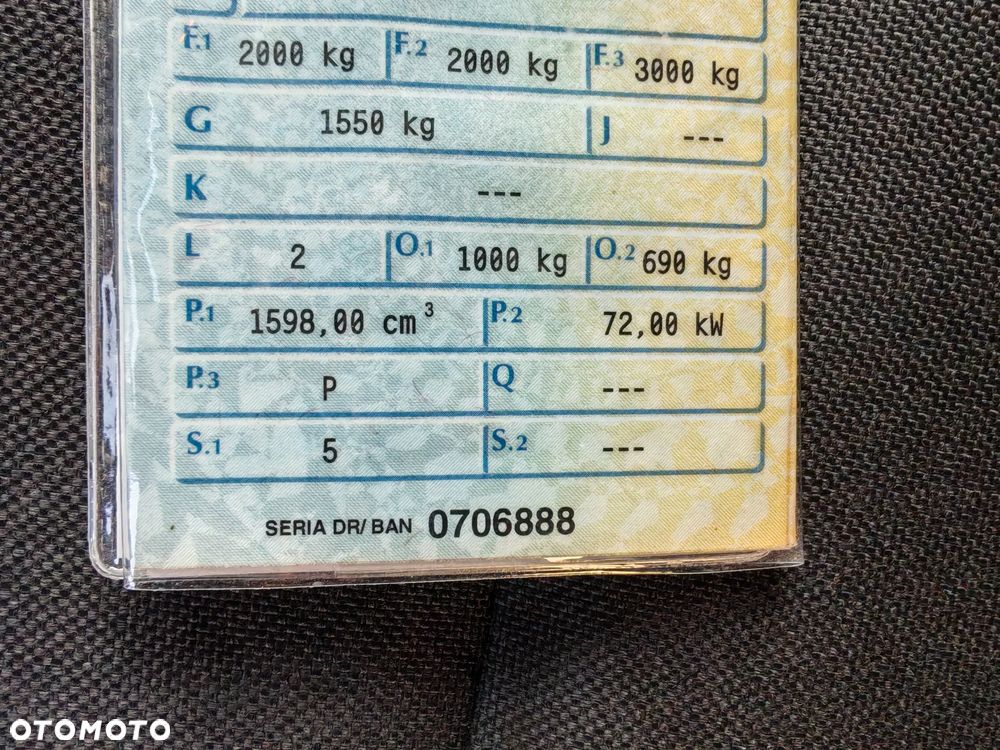 F.1 2000 kg F.2 2000 kg F.3 3000 kg
G 1550 kg J ---
K ---
L 2 O.1 1000 kg O.2 690 kg
P.1 1598,00 cm³ P.2 72,00 kW
P.3 P Q ---
S.1 5 S.2 ---
SERIA DR/ BAN 0706888
OTOMOTO